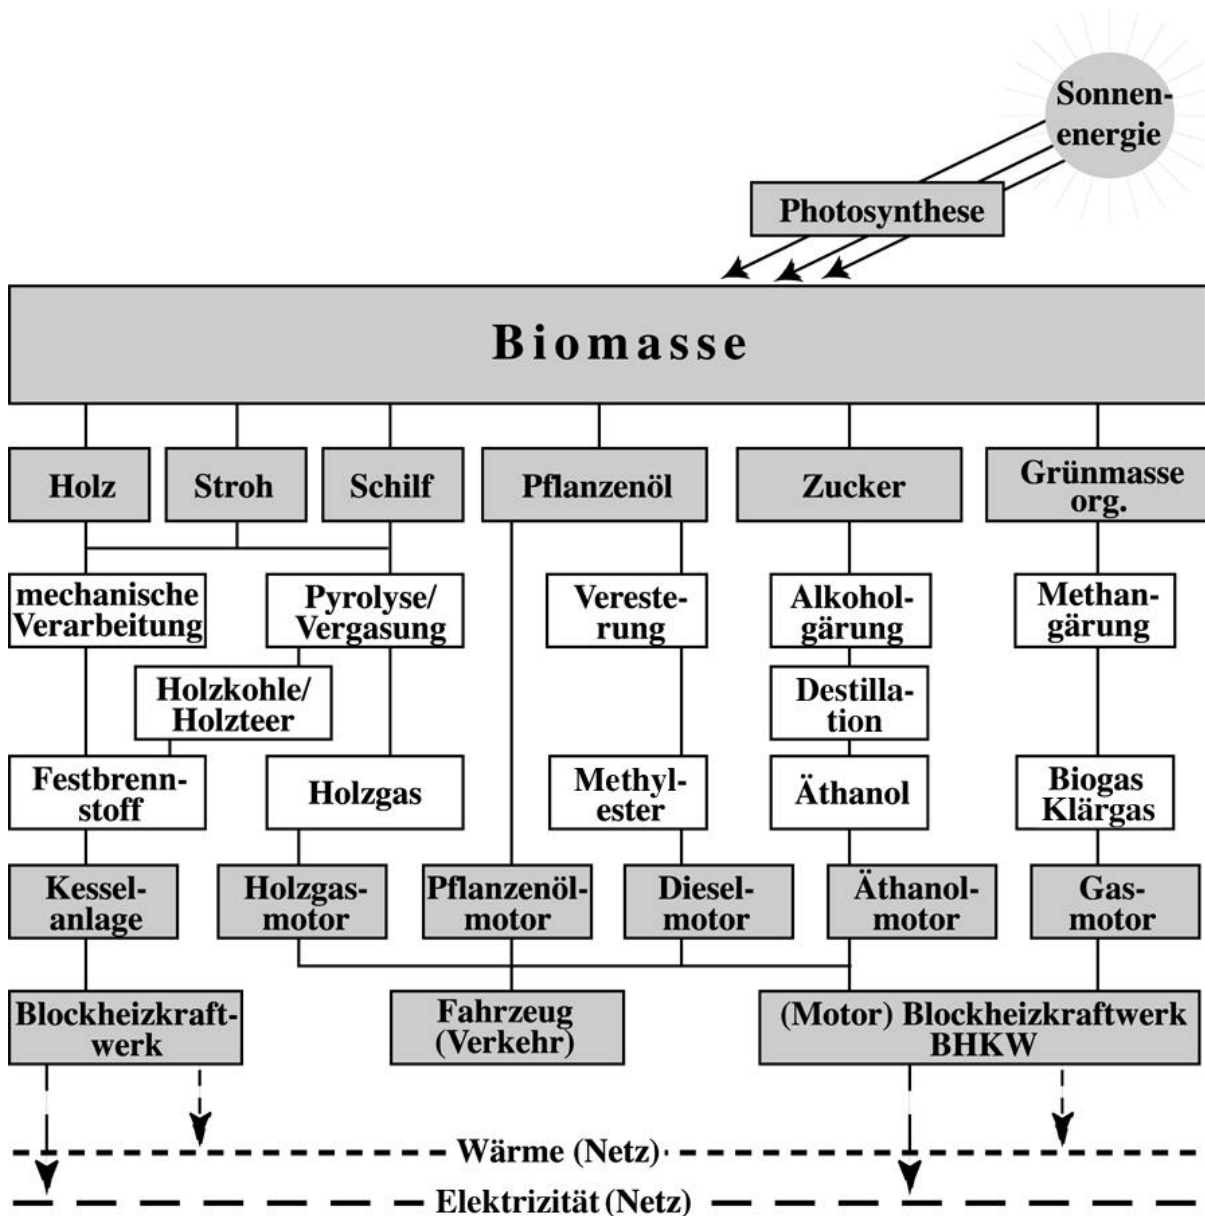 Sonnen-
energie
Photosynthese
Biomasse
Holz
Stroh
Schilf
Pflanzenöl
Zucker
Grünmasse
org.
mechanische
Verarbeitung
Pyrolyse/
Vergasung
Vereste-
rung
Alkohol-
gärung
Methan-
gärung
Holzkohle/
Holzteer
Destilla-
tion
Festbrenn-
stoff
Holzgas
Methyl-
ester
Äthanol
Biogas
Klärgas
Kessel-
anlage
Holzgas-
motor
Pflanzenöl-
motor
Diesel-
motor
Äthanol-
motor
Gas-
motor
Blockheizkraft-
werk
Fahrzeug
(Verkehr)
(Motor) Blockheizkraftwerk
BHKW
Wärme (Netz)
Elektrizität (Netz)